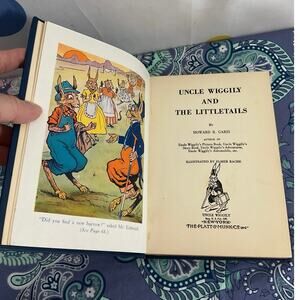 "Did you find a new burrow?" asked Mr. Littletail.
(See Page 68.)
UNCLE WIGGILY
AND
THE LITTLETAILS
By
HOWARD R. GARIS
AUTHOR OF
Uncle Wiggily's Picture Book, Uncle Wiggily's
Story Book, Uncle Wiggily's Adventures,
Uncle Wiggily's Automobile, etc.
ILLUSTRATED BY ELMER RACHE
UNCLE WIGGILY
NEW YORK
THE PLATT & MUNK CO. INC.